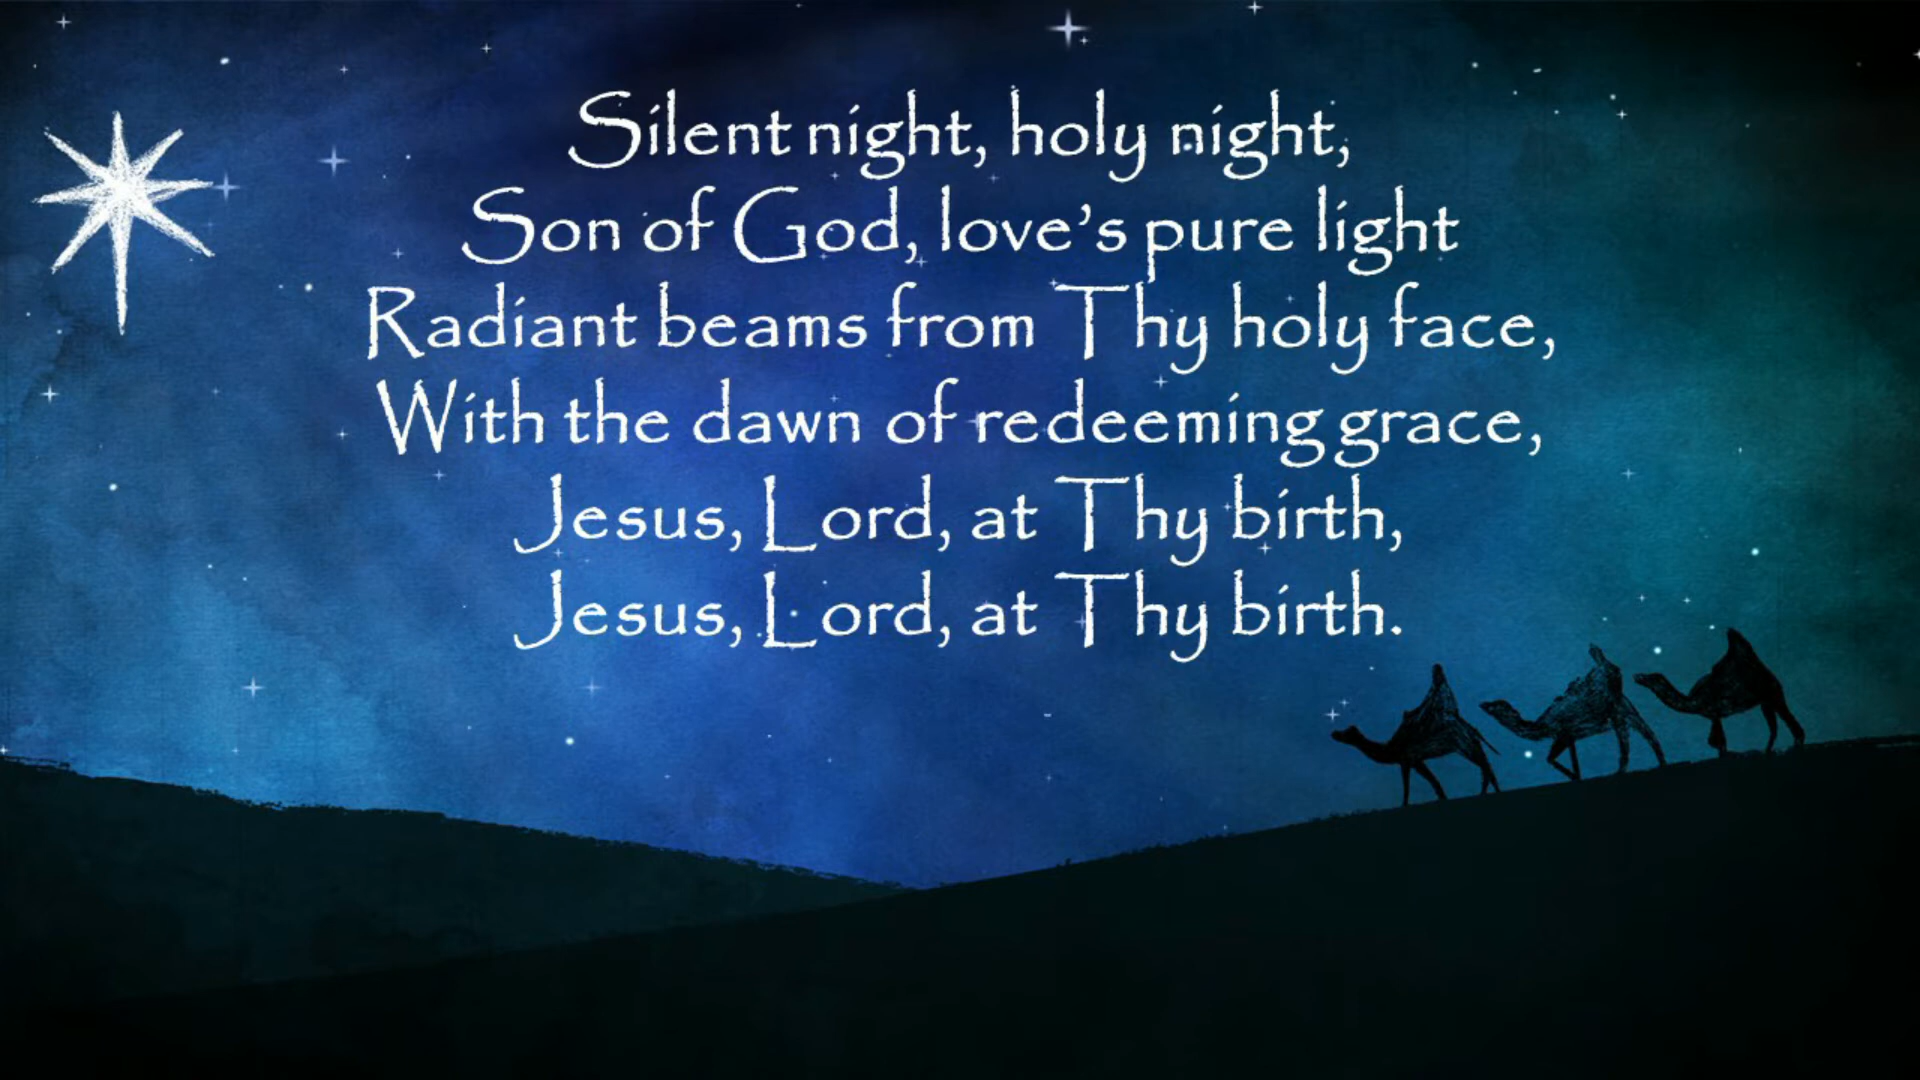 Silent night, holy night,
Son of God, love's pure light
Radiant beams from Thy holy face,
With the dawn of redeeming grace,
Jesus, Lord, at Thy birth,
Jesus, Lord, at Thy birth.